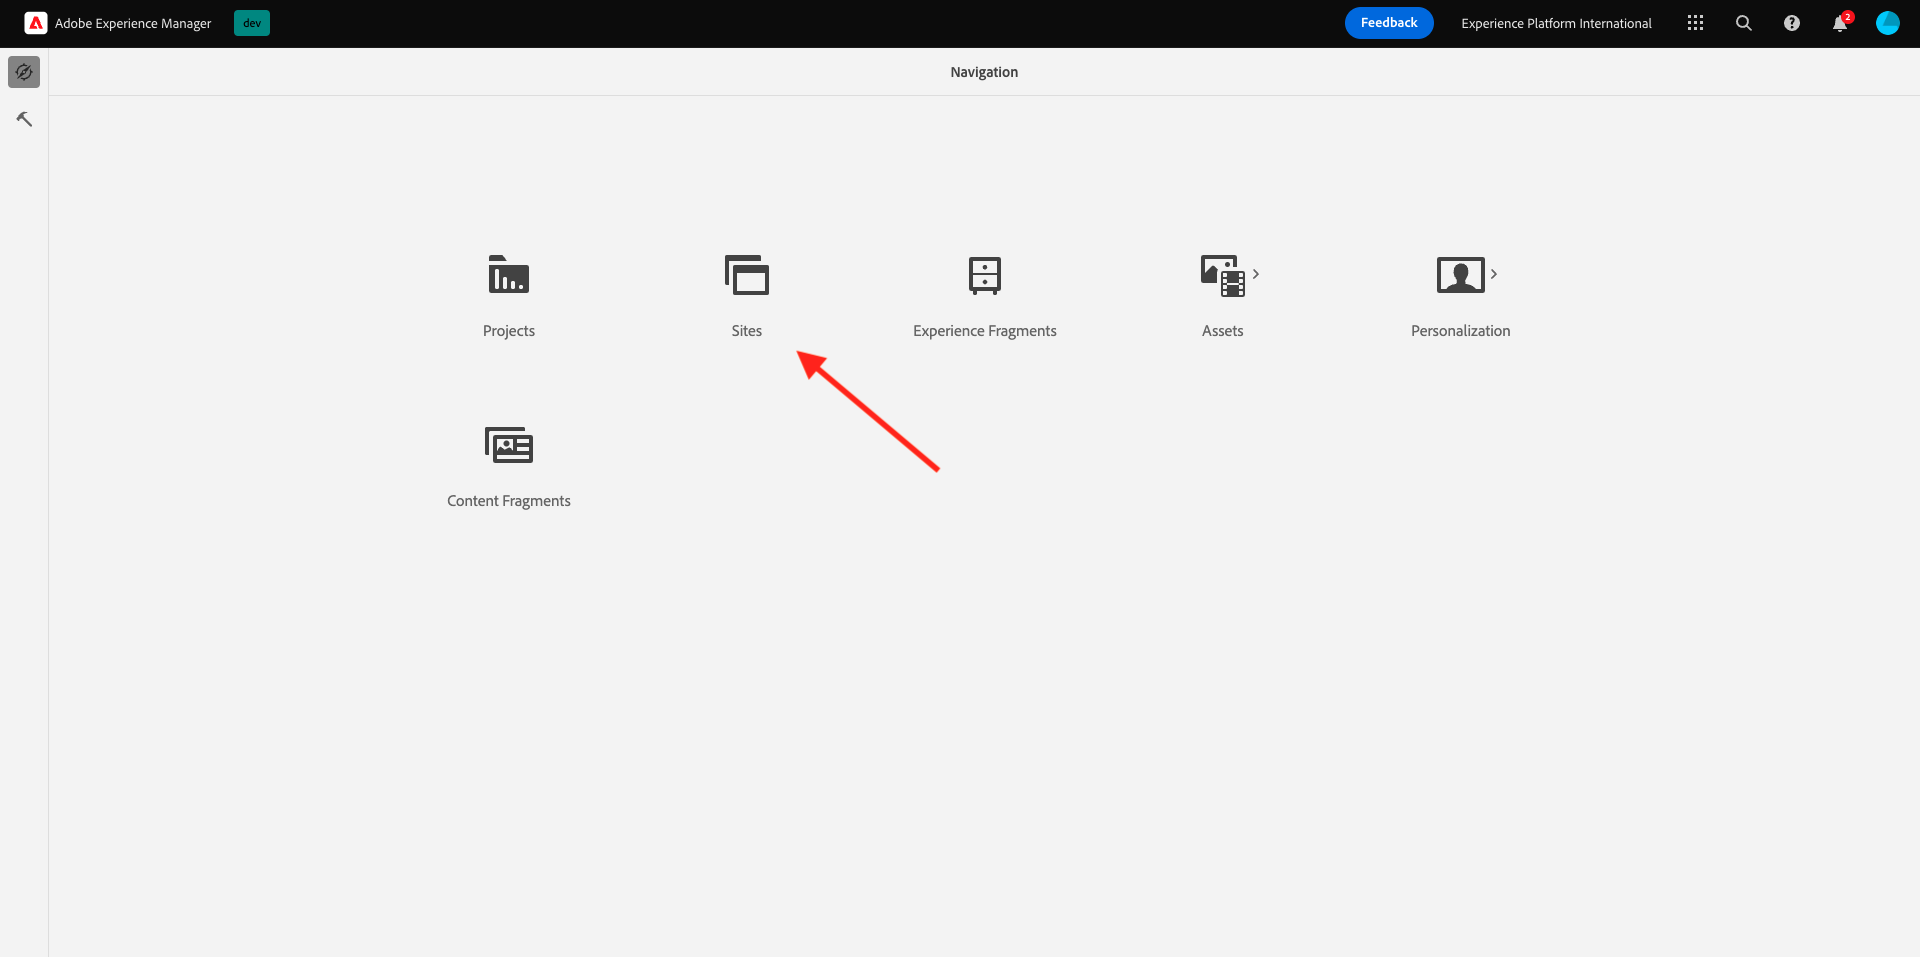 Adobe Experience Manager
dev
Feedback
Experience Platform International
2
Navigation
Projects
Sites
Experience Fragments
Assets
Personalization
Content Fragments